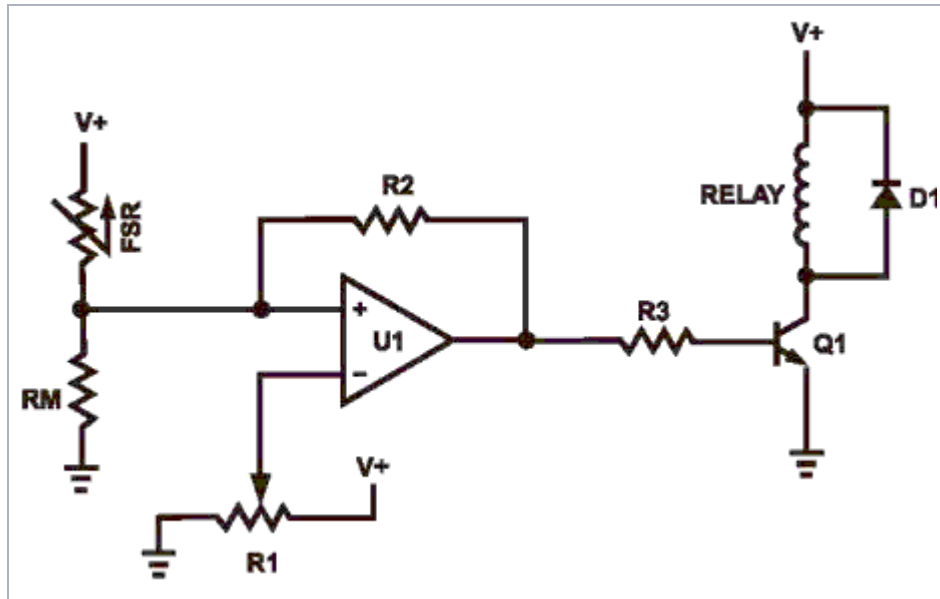 V+
V+
R2
FSR
RELAY
D1
+
U1
−
R3
Q1
RM
V+
R1